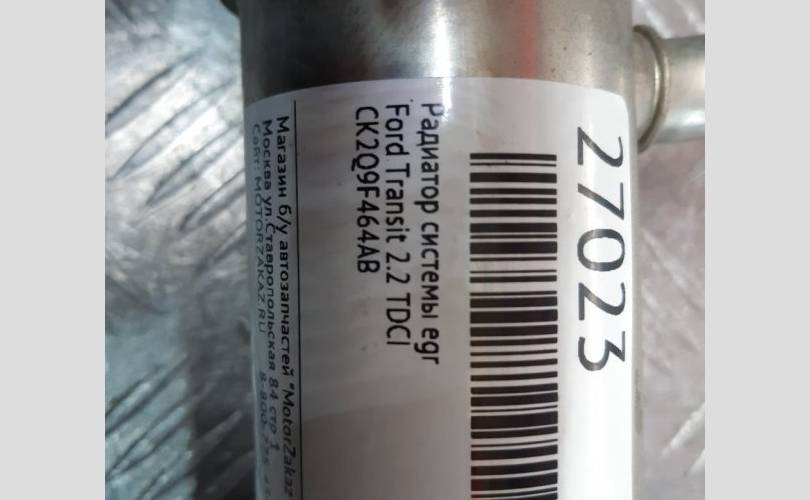 27023
Радиатор системы egr
Ford Transit 2.2 TDCI
CK2Q9F464AB
Магазин б/у автозапчастей "MotorZakaz
Москва ул.Ставропольская 84 стр 1
Сайт: MOTORZAKAZ.RU